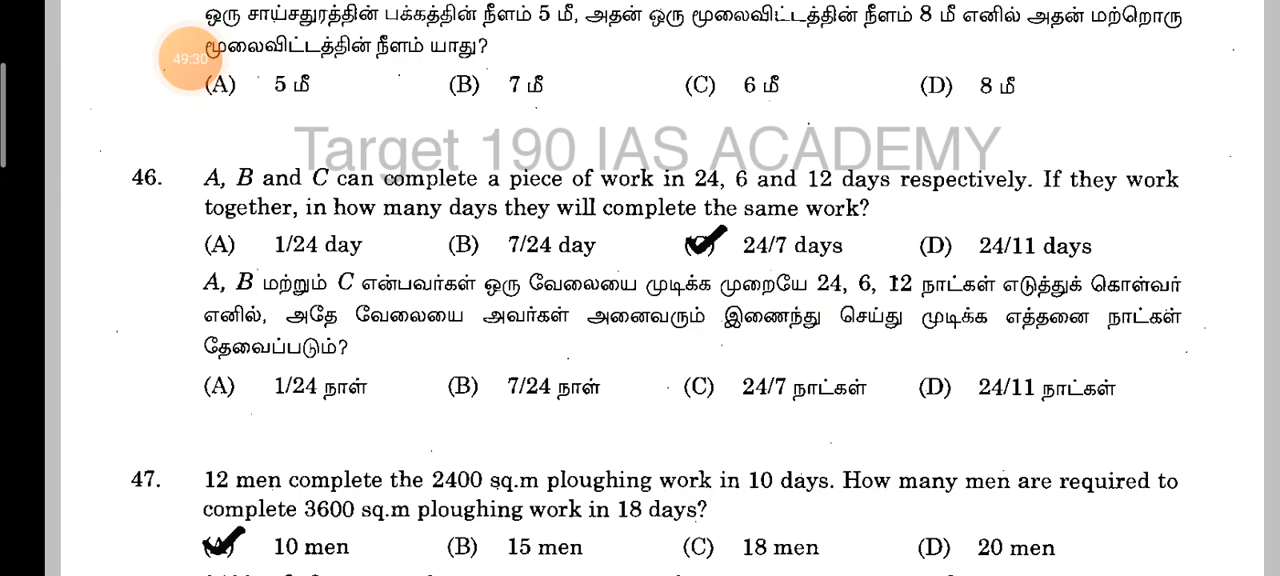 ஒரு சாய்சதுரத்தின் பக்கத்தின் நீளம் 5 மீ, அதன் ஒரு மூலைவிட்டத்தின் நீளம் 8 மீ எனில் அதன் மற்றொரு
மூலைவிட்டத்தின் நீளம் யாது?
49:30
(A) 5 மீ (B) 7 மீ (C) 6 மீ (D) 8 மீ
Target 190 IAS ACADEMY
46. A, B and C can complete a piece of work in 24, 6 and 12 days respectively. If they work
together, in how many days they will complete the same work?
(A) 1/24 day (B) 7/24 day (C) 24/7 days (D) 24/11 days
A, B மற்றும் C என்பவர்கள் ஒரு வேலையை முடிக்க முறையே 24, 6, 12 நாட்கள் எடுத்துக் கொள்வர்
எனில், அதே வேலையை அவர்கள் அனைவரும் இணைந்து செய்து முடிக்க எத்தனை நாட்கள்
தேவைப்படும்?
(A) 1/24 நாள் (B) 7/24 நாள் (C) 24/7 நாட்கள் (D) 24/11 நாட்கள்
47. 12 men complete the 2400 sq.m ploughing work in 10 days. How many men are required to
complete 3600 sq.m ploughing work in 18 days?
(A) 10 men (B) 15 men (C) 18 men (D) 20 men